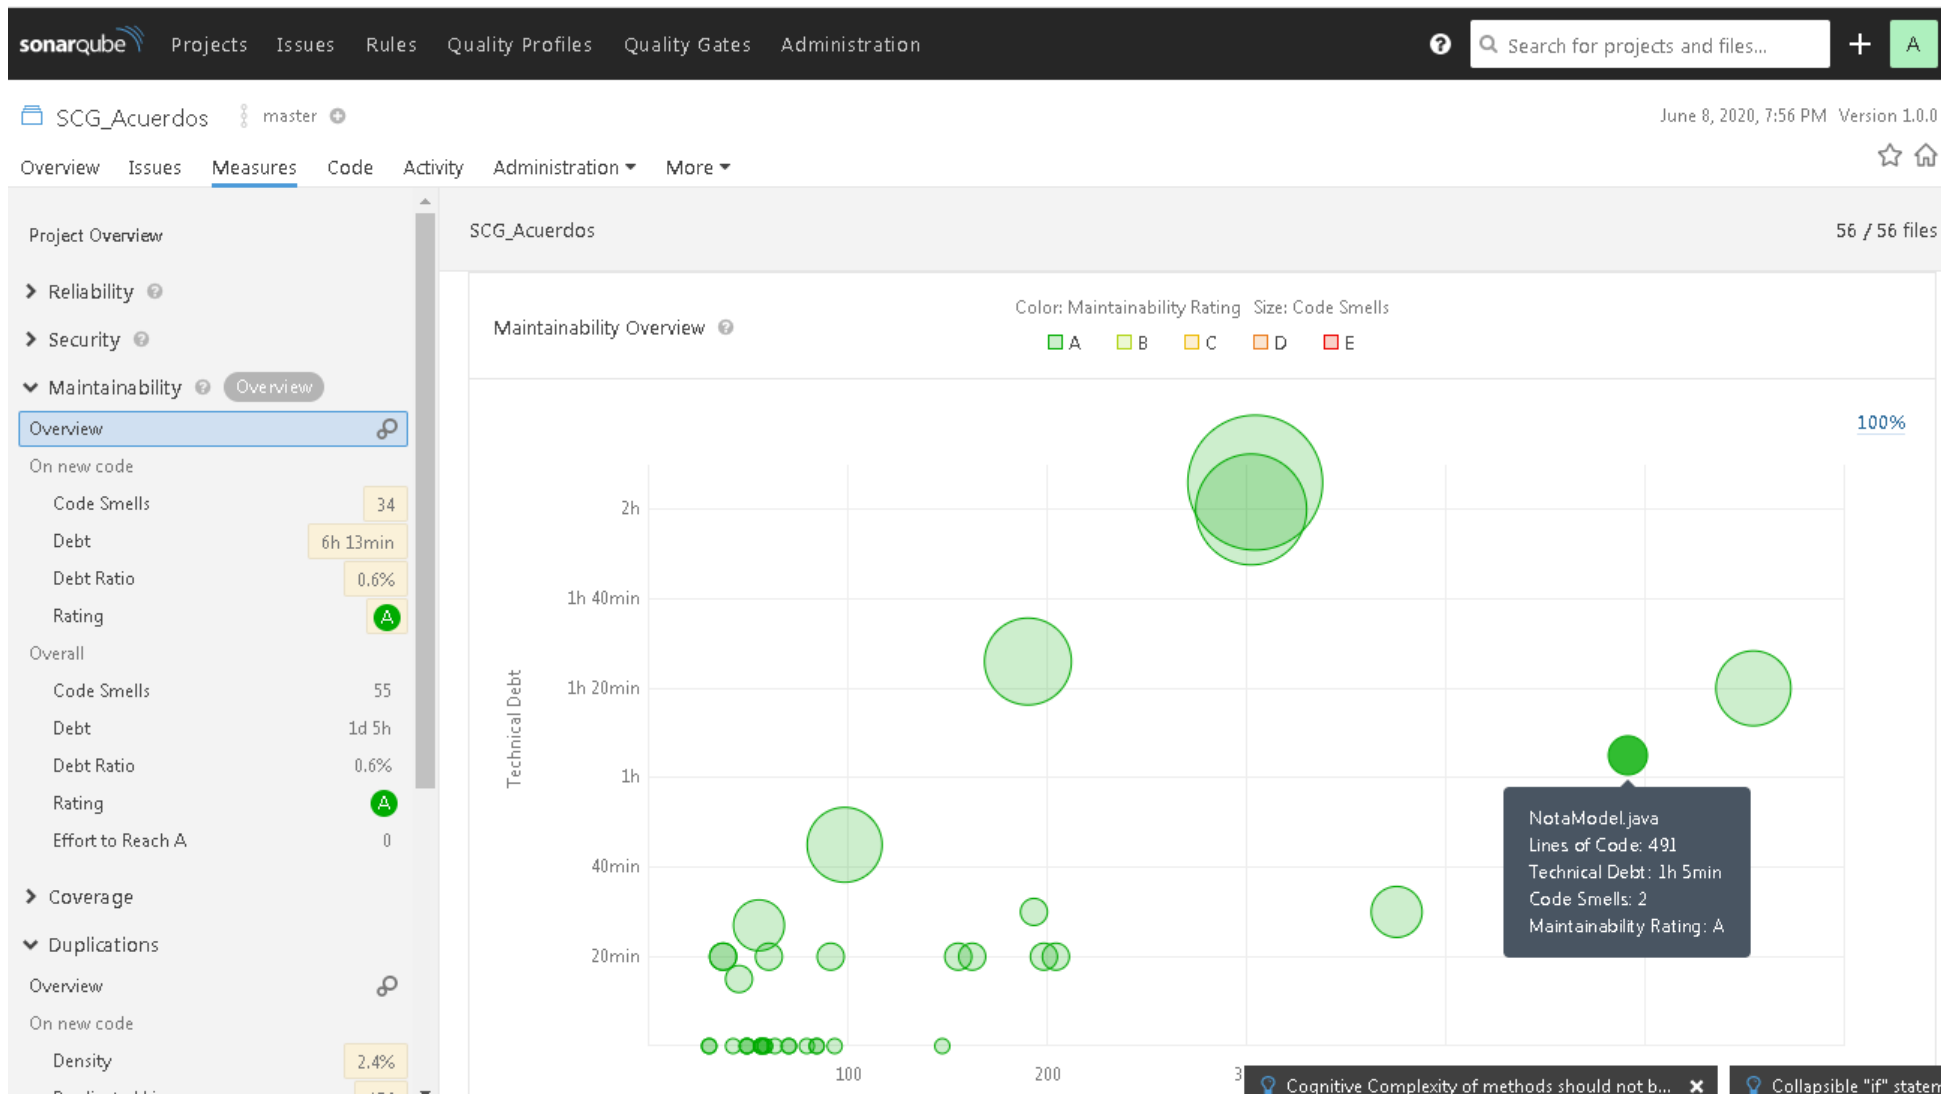 sonarqube Projects Issues Rules Quality Profiles Quality Gates Administration ? Search for projects and files... + A
SCG_Acuerdos master June 8, 2020, 7:56 PM Version 1.0.0
Overview Issues Measures Code Activity Administration More
Project Overview
Reliability ?
Security ?
Maintainability ? Overview
Overview
On new code
Code Smells 34
Debt 6h 13min
Debt Ratio 0.6%
Rating A
Overall
Code Smells 55
Debt 1d 5h
Debt Ratio 0.6%
Rating A
Effort to Reach A 0
Coverage
Duplications
Overview
On new code
Density 2.4%
SCG_Acuerdos 56 / 56 files
Maintainability Overview ?
Color: Maintainability Rating Size: Code Smells
A B C D E
100%
Technical Debt
2h
1h 40min
1h 20min
1h
40min
20min
NotaModel.java
Lines of Code: 491
Technical Debt: 1h 5min
Code Smells: 2
Maintainability Rating: A
100 200 3
Cognitive Complexity of methods should not b... ×
Collapsible "if" statem